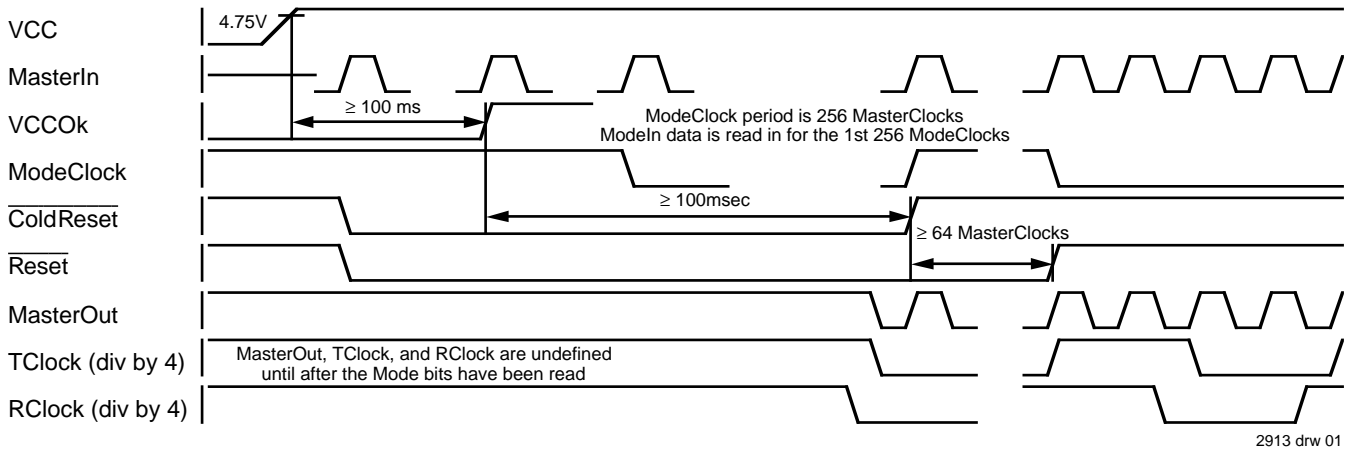 VCC
4.75V
MasterIn
≥ 100 ms
VCCOk
ModeClock period is 256 MasterClocks
ModeIn data is read in for the 1st 256 ModeClocks
ModeClock
≥ 100msec
ColdReset
≥ 64 MasterClocks
Reset
MasterOut
TClock (div by 4)
MasterOut, TClock, and RClock are undefined
until after the Mode bits have been read
RClock (div by 4)
2913 drw 01